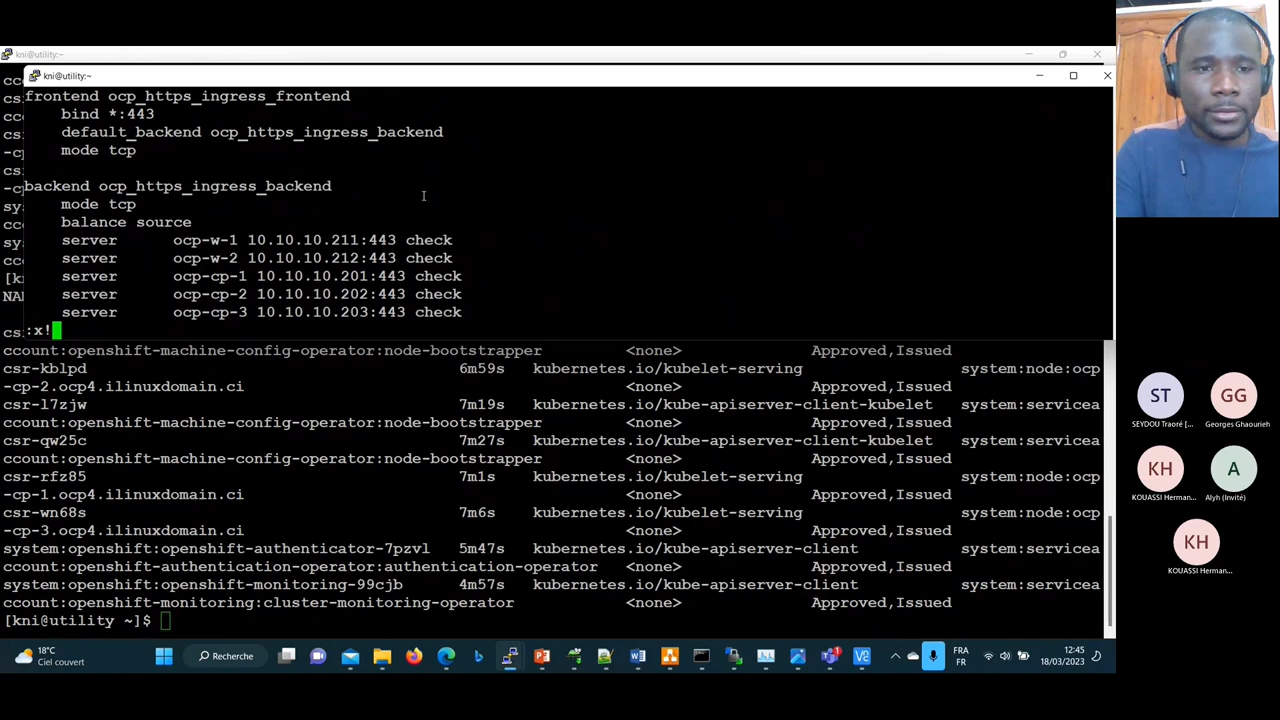 kni@utility:~
kni@utility:~
frontend ocp_https_ingress_frontend
bind *:443
default_backend ocp_https_ingress_backend
mode tcp
backend ocp_https_ingress_backend
mode tcp
balance source
server ocp-w-1 10.10.10.211:443 check
server ocp-w-2 10.10.10.212:443 check
server ocp-cp-1 10.10.10.201:443 check
server ocp-cp-2 10.10.10.202:443 check
server ocp-cp-3 10.10.10.203:443 check
:x!
ccount:openshift-machine-config-operator:node-bootstrapper <none> Approved,Issued
csr-kblpd 6m59s kubernetes.io/kubelet-serving system:node:ocp
-cp-2.ocp4.ilinuxdomain.ci <none> Approved,Issued
csr-l7zjw 7m19s kubernetes.io/kube-apiserver-client-kubelet system:servicea
ccount:openshift-machine-config-operator:node-bootstrapper <none> Approved,Issued
csr-qw25c 7m27s kubernetes.io/kube-apiserver-client-kubelet system:servicea
ccount:openshift-machine-config-operator:node-bootstrapper <none> Approved,Issued
csr-rfz85 7m1s kubernetes.io/kubelet-serving system:node:ocp
-cp-1.ocp4.ilinuxdomain.ci <none> Approved,Issued
csr-wn68s 7m6s kubernetes.io/kubelet-serving system:node:ocp
-cp-3.ocp4.ilinuxdomain.ci <none> Approved,Issued
system:openshift-authenticator-7pzvl 5m47s kubernetes.io/kube-apiserver-client system:servicea
ccount:openshift-authentication-operator:authentication-operator <none> Approved,Issued
system:openshift-monitoring-99cjb 4m57s kubernetes.io/kube-apiserver-client system:servicea
ccount:openshift-monitoring:cluster-monitoring-operator <none> Approved,Issued
[kni@utility ~]$
18°C
Ciel couvert
Recherche
FRA
FR
12:45
18/03/2023
ST
SEYDOU Traoré [...
GG
Georges Ghaourieh
KH
KOUASSI Herman...
A
Alyh (Invité)
KH
KOUASSI Herman...